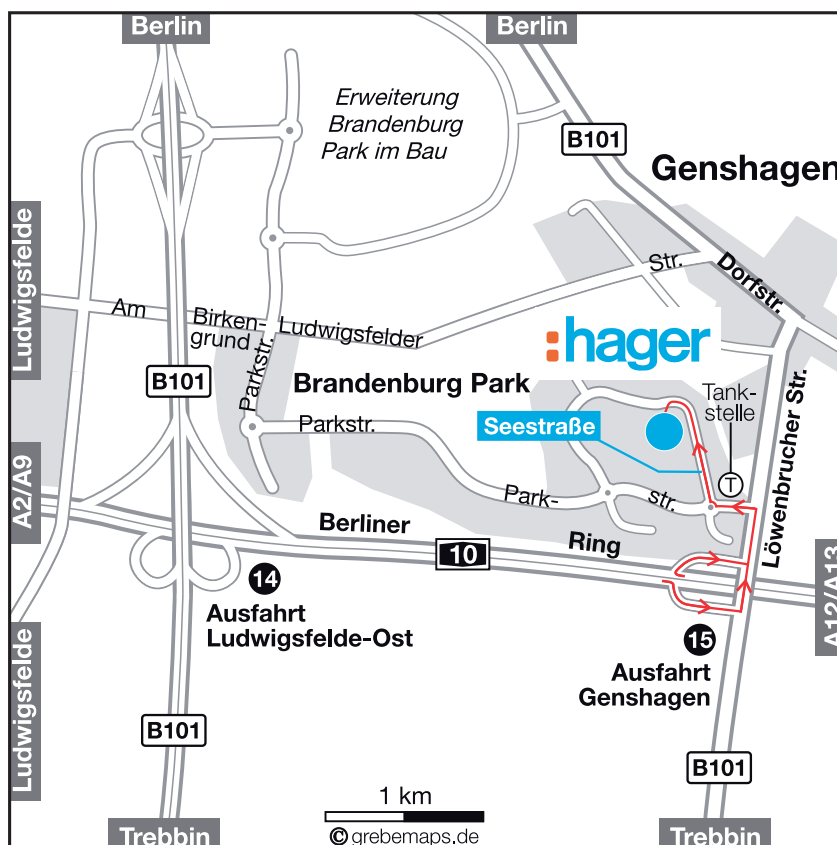 Berlin
Berlin
Erweiterung
Brandenburg
Park im Bau
B101
Genshagen
Ludwigsfelde
Str.
Dorfstr.
Am
Birken-
grund
Ludwigsfelder
:hager
B101
Parkstr.
Brandenburg Park
Tank-
stelle
Parkstr.
Seestraße
Löwenbrucher Str.
A2/A9
T
Park-
str.
Berliner
10
Ring
14
Ausfahrt
Ludwigsfelde-Ost
A12/A13
15
Ausfahrt
Genshagen
Ludwigsfelde
B101
B101
1 km
© grebemaps.de
Trebbin
Trebbin